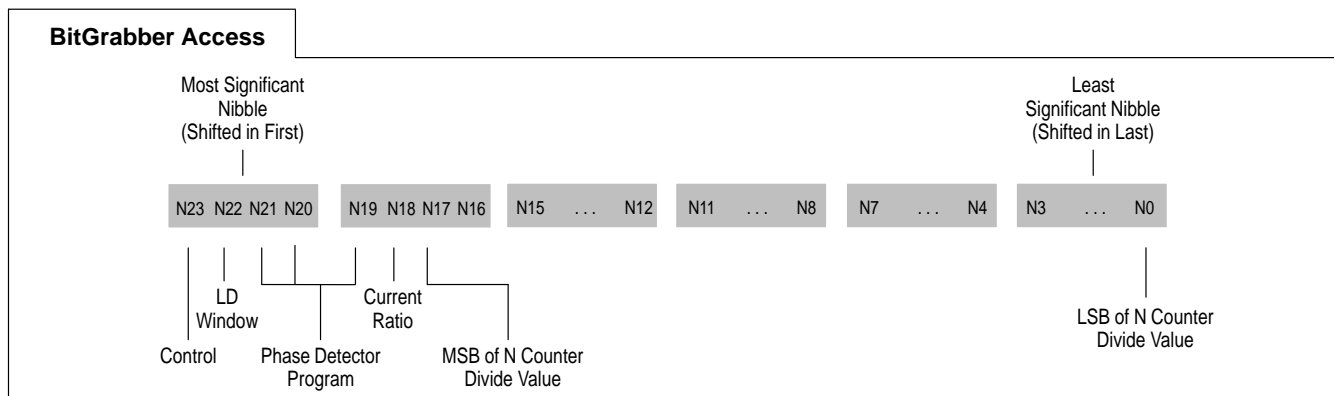 BitGrabber Access
Most Significant
Nibble
(Shifted in First)
Least
Significant Nibble
(Shifted in Last)
N23 N22 N21 N20 N19 N18 N17 N16 N15 . . . N12 N11 . . . N8 N7 . . . N4 N3 . . . N0
LD
Window
Current
Ratio
LSB of N Counter
Divide Value
Control
Phase Detector
Program
MSB of N Counter
Divide Value